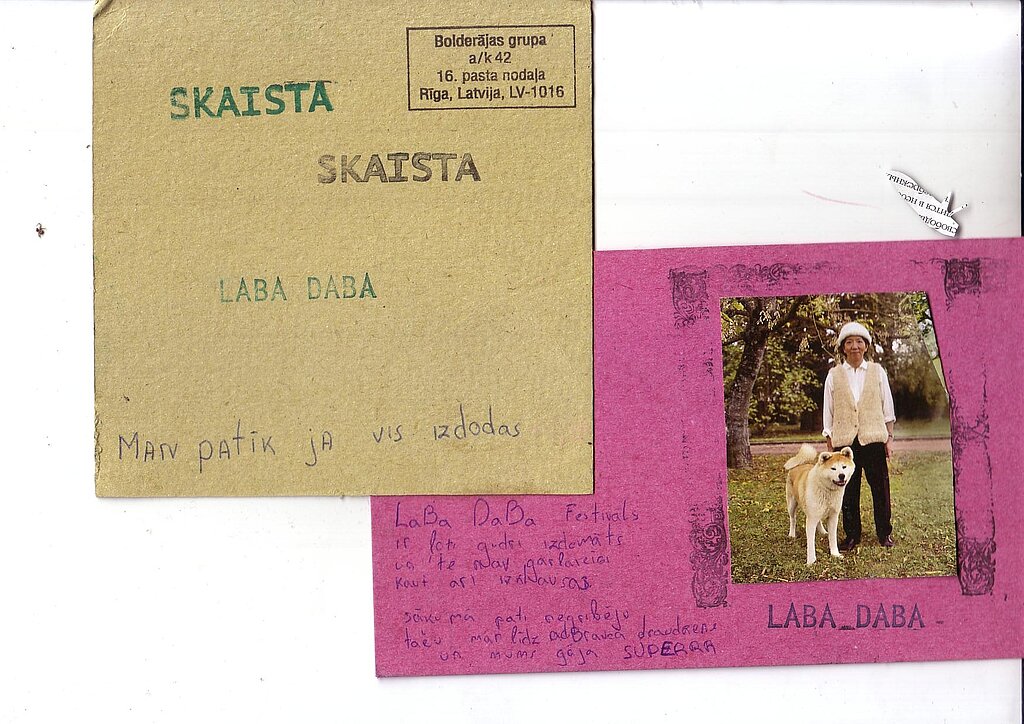 Bolderājas grupa
a/k 42
16. pasta nodaļa
Rīga, Latvija, LV-1016
SKAISTA
SKAISTA
LABA DABA
MAN patīk jA vis izdodas
LaBa DaBa Festivāls
ir ļoti gudri izdomāts
un te nav garlaicīgi
kaut arī
sākumā pati negribēju
taču man līdz draudzene
un mums gāja SUPERRR
LABA_DABA -